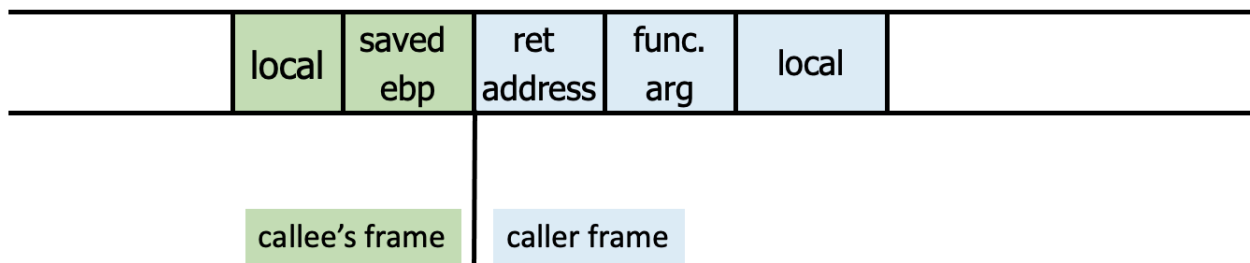 local
saved
ebp
ret
address
func.
arg
local
callee’s frame
caller frame